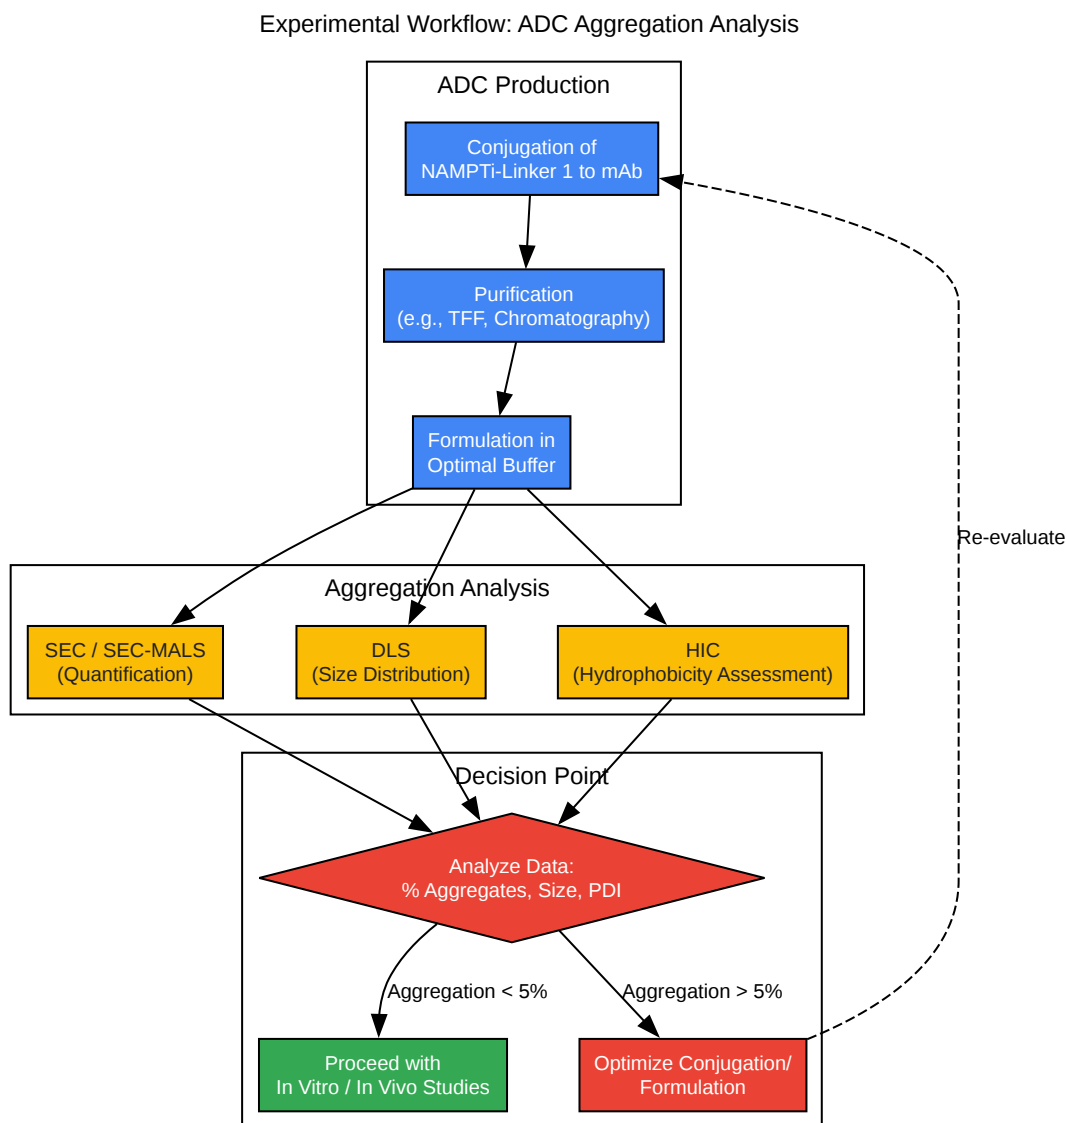 Experimental Workflow: ADC Aggregation Analysis
ADC Production
Conjugation of
NAMPTi-Linker 1 to mAb
Purification
(e.g., TFF, Chromatography)
Formulation in
Optimal Buffer
Re-evaluate
Aggregation Analysis
SEC / SEC-MALS
(Quantification)
DLS
(Size Distribution)
HIC
(Hydrophobicity Assessment)
Decision Point
Analyze Data:
% Aggregates, Size, PDI
Aggregation < 5%
Aggregation > 5%
Proceed with
In Vitro / In Vivo Studies
Optimize Conjugation/
Formulation